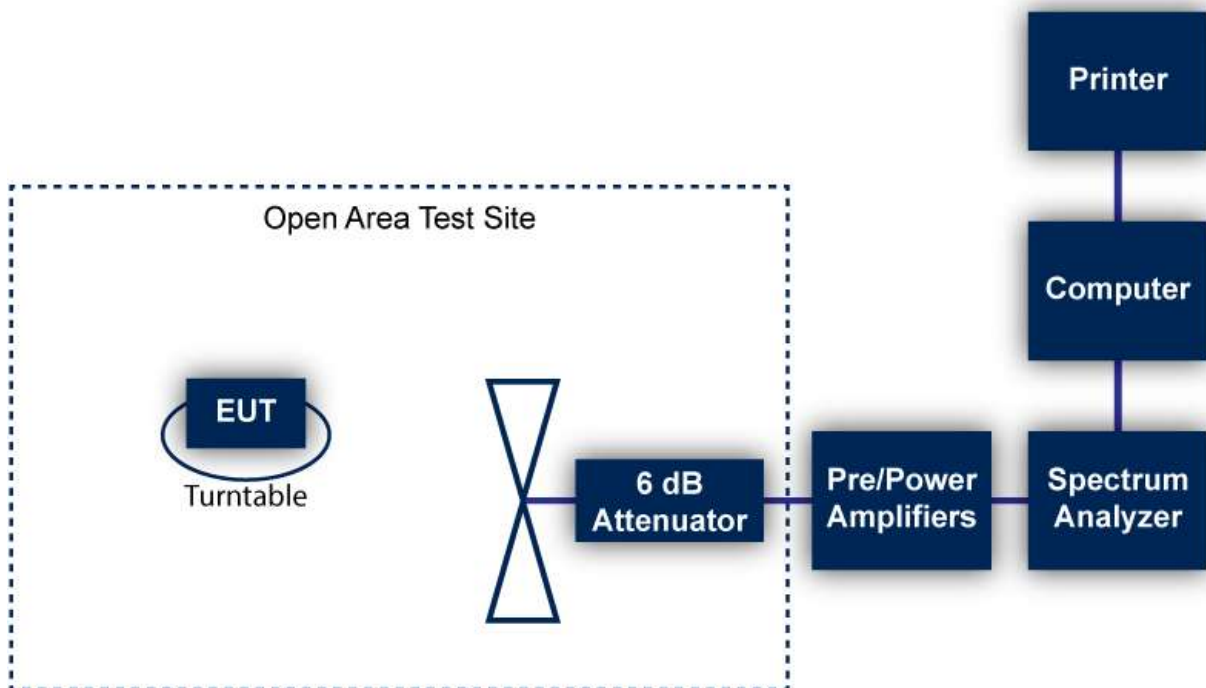 Printer
Open Area Test Site
Computer
EUT
Turntable
6 dB
Attenuator
Pre/Power
Amplifiers
Spectrum
Analyzer